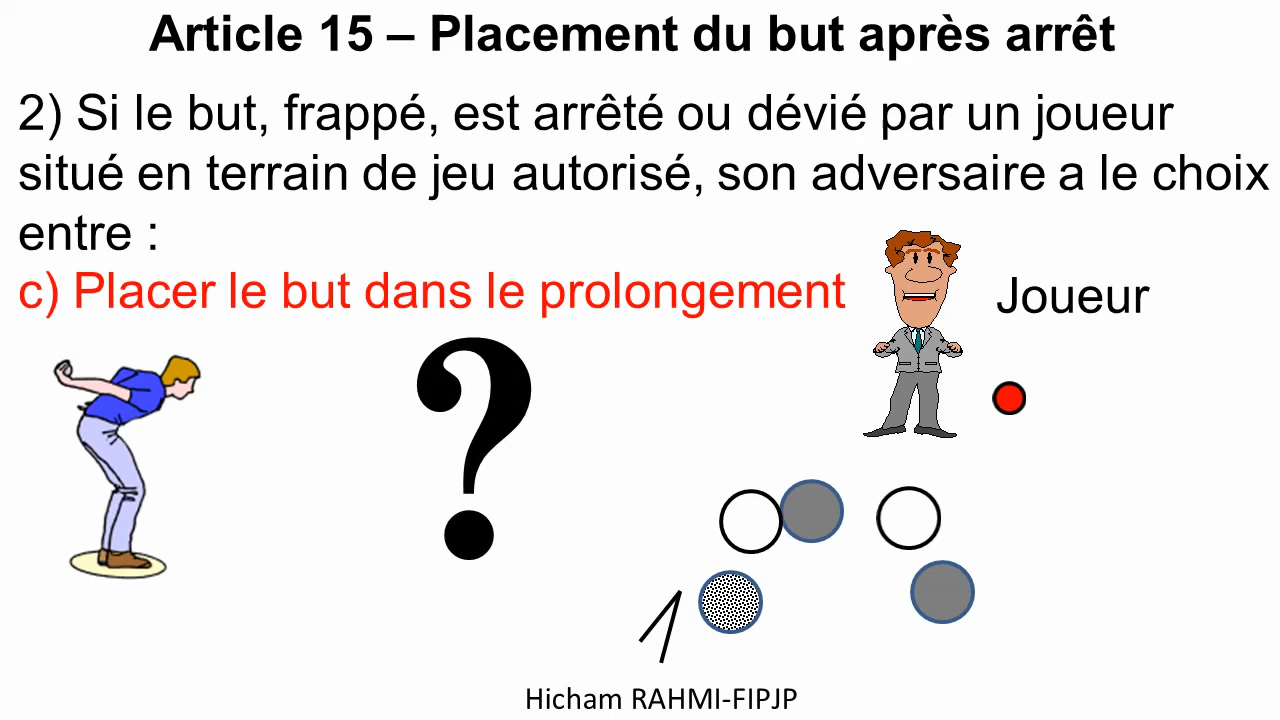 Article 15 – Placement du but après arrêt
2) Si le but, frappé, est arrêté ou dévié par un joueur
situé en terrain de jeu autorisé, son adversaire a le choix
entre :
c) Placer le but dans le prolongement
Joueur
?
Hicham RAHMI-FIPJP